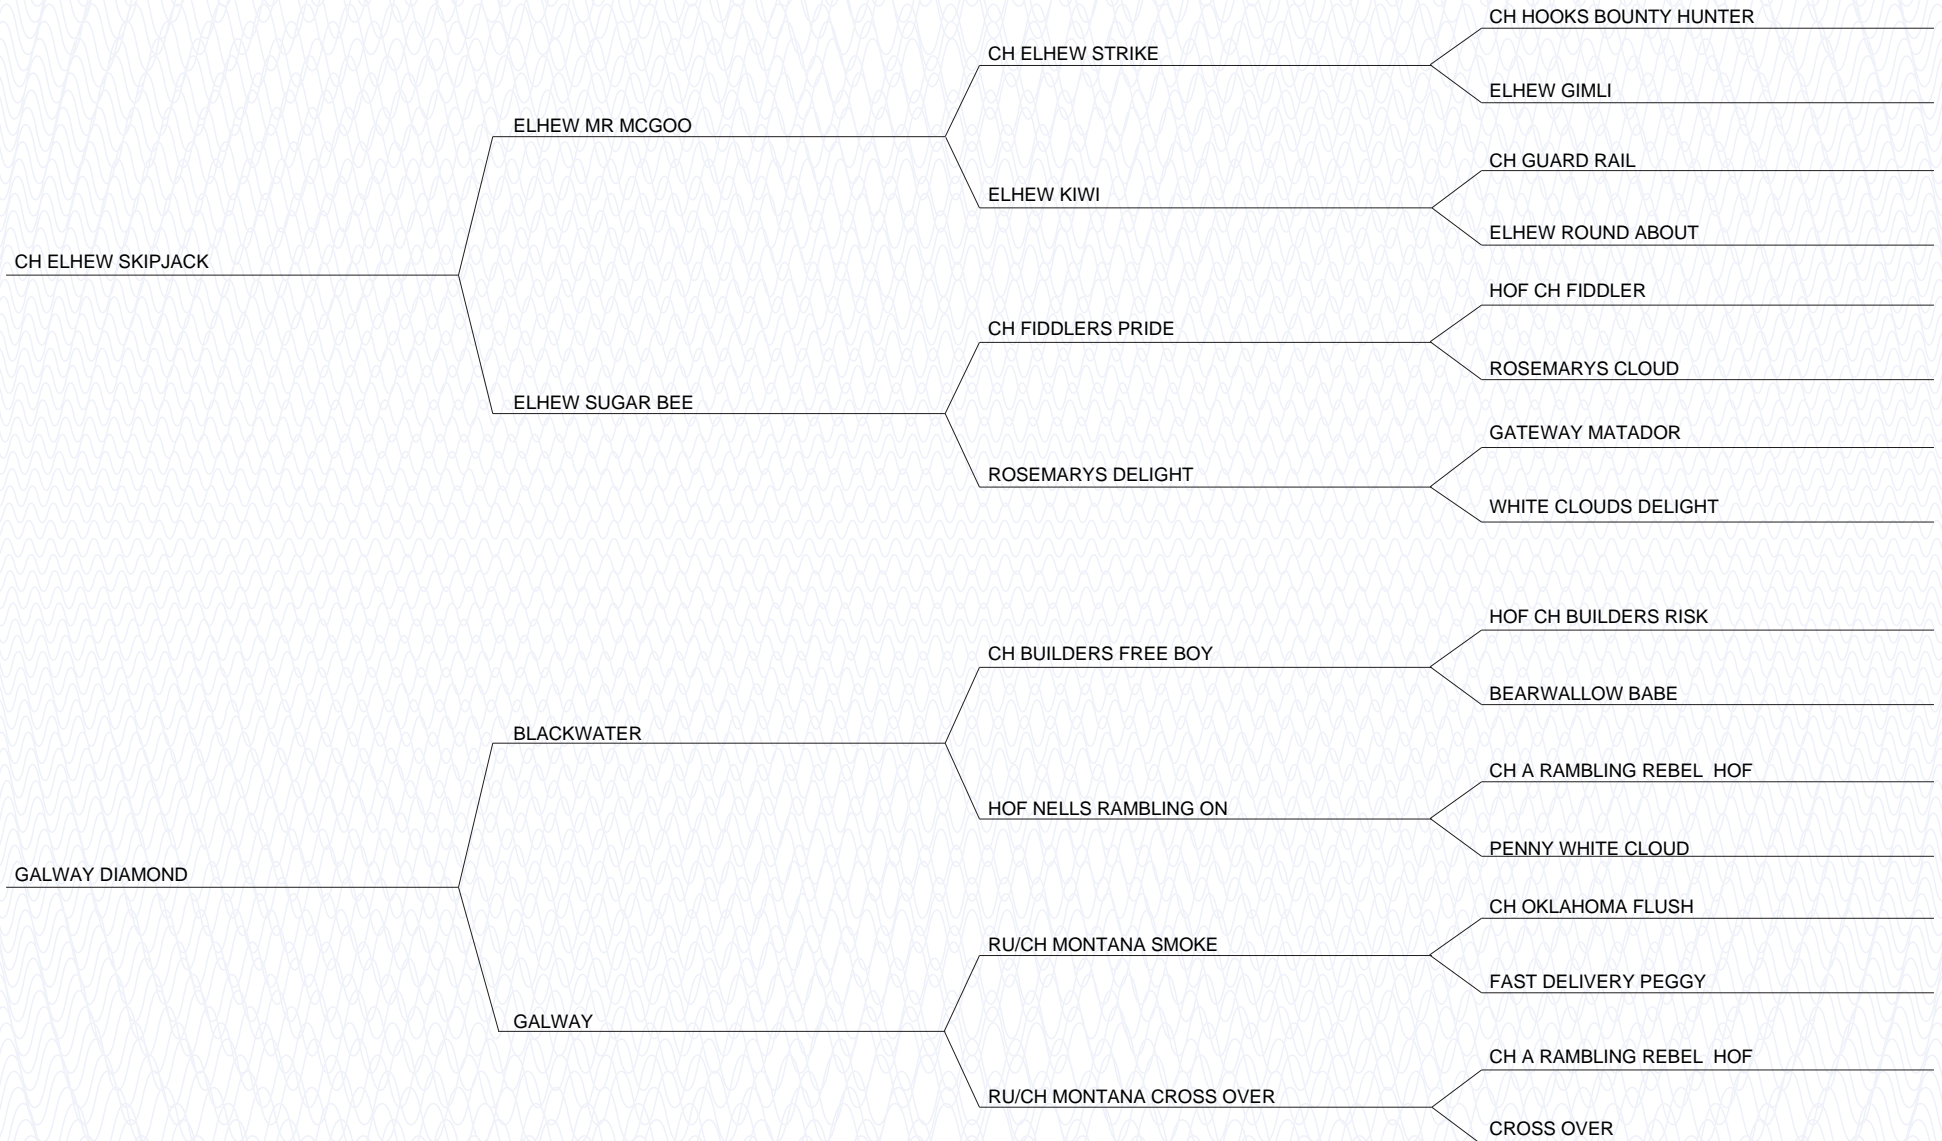 CH HOOKS BOUNTY HUNTER
CH ELHEW STRIKE
ELHEW GIMLI
ELHEW MR MCGOO
CH GUARD RAIL
ELHEW KIWI
ELHEW ROUND ABOUT
CH ELHEW SKIPJACK
HOF CH FIDDLER
CH FIDDLERS PRIDE
ROSEMARYS CLOUD
ELHEW SUGAR BEE
GATEWAY MATADOR
ROSEMARYS DELIGHT
WHITE CLOUDS DELIGHT
HOF CH BUILDERS RISK
CH BUILDERS FREE BOY
BEARWALLOW BABE
BLACKWATER
CH A RAMBLING REBEL  HOF
HOF NELLS RAMBLING ON
PENNY WHITE CLOUD
GALWAY DIAMOND
CH OKLAHOMA FLUSH
RU/CH MONTANA SMOKE
FAST DELIVERY PEGGY
GALWAY
CH A RAMBLING REBEL  HOF
RU/CH MONTANA CROSS OVER
CROSS OVER